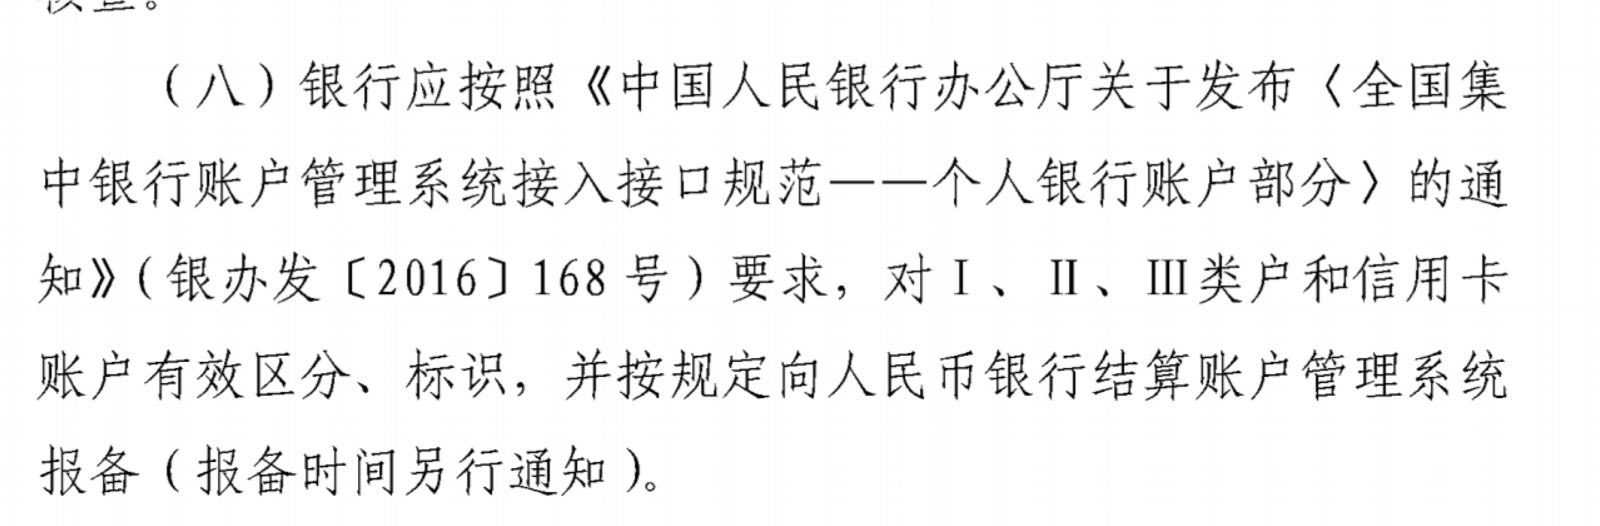 （八）银行应按照《中国人民银行办公厅关于发布〈全国集
中银行账户管理系统接入接口规范——个人银行账户部分〉的通
知》（银办发〔2016〕168 号）要求，对Ⅰ、Ⅱ、Ⅲ类户和信用卡
账户有效区分、标识，并按规定向人民币银行结算账户管理系统
报备（报备时间另行通知）。